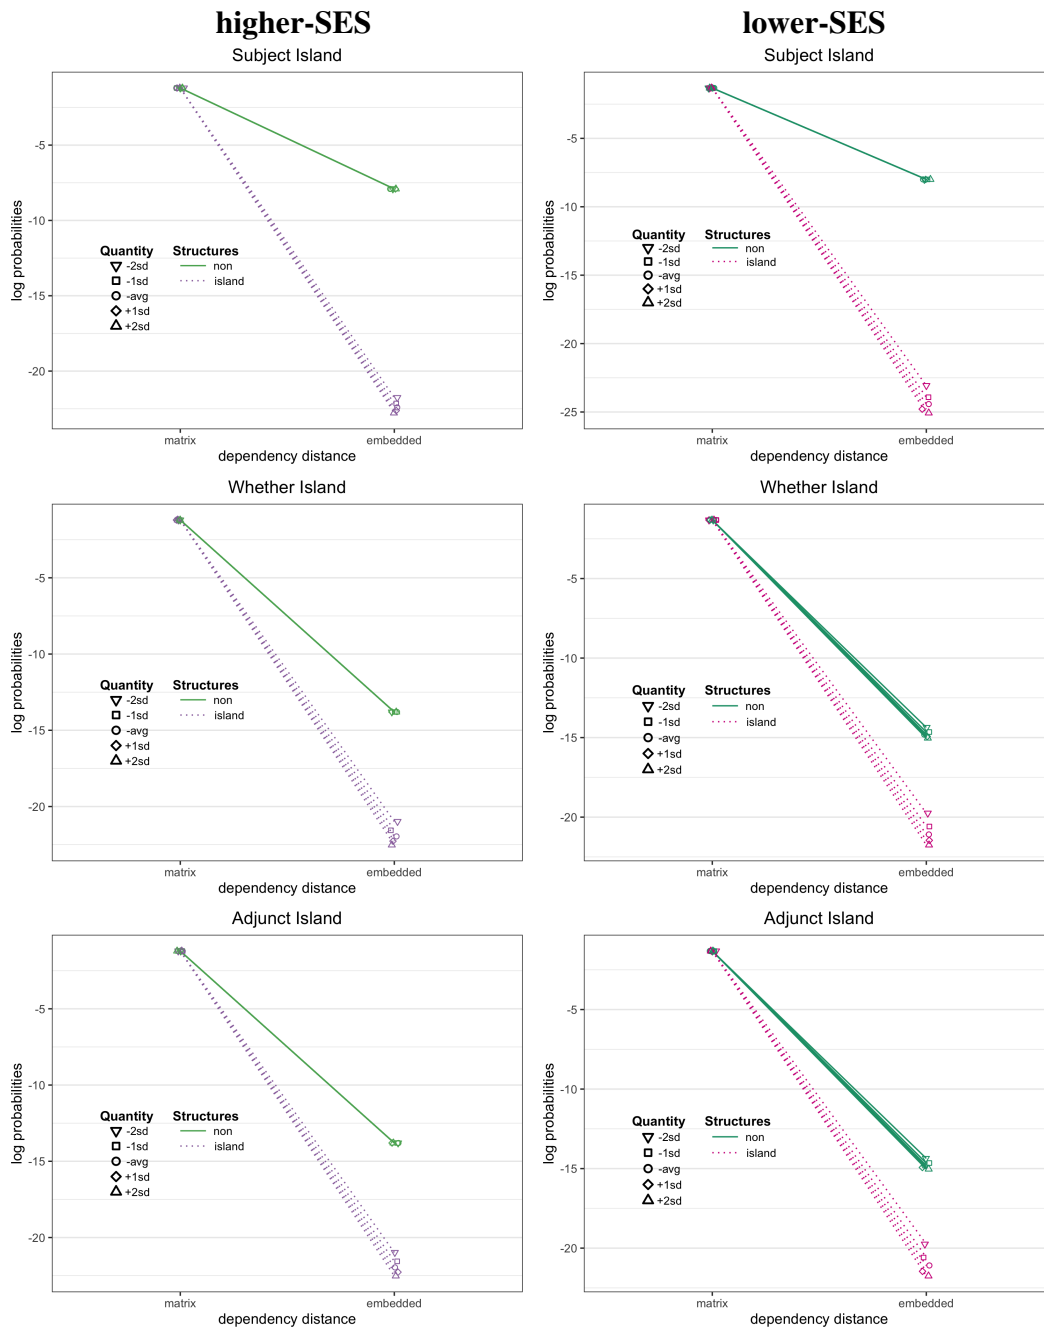 higher-SES
lower-SES
Subject Island
log probabilities
-5
-10
-15
-20
Quantity
-2sd
-1sd
-avg
+1sd
+2sd
Structures
non
island
matrix
embedded
dependency distance
Subject Island
log probabilities
-5
-10
-15
-20
-25
Quantity
-2sd
-1sd
-avg
+1sd
+2sd
Structures
non
island
matrix
embedded
dependency distance
Whether Island
log probabilities
-5
-10
-15
-20
Quantity
-2sd
-1sd
-avg
+1sd
+2sd
Structures
non
island
matrix
embedded
dependency distance
Whether Island
log probabilities
-5
-10
-15
-20
Quantity
-2sd
-1sd
-avg
+1sd
+2sd
Structures
non
island
matrix
embedded
dependency distance
Adjunct Island
log probabilities
-5
-10
-15
-20
Quantity
-2sd
-1sd
-avg
+1sd
+2sd
Structures
non
island
matrix
embedded
dependency distance
Adjunct Island
log probabilities
-5
-10
-15
-20
Quantity
-2sd
-1sd
-avg
+1sd
+2sd
Structures
non
island
matrix
embedded
dependency distance